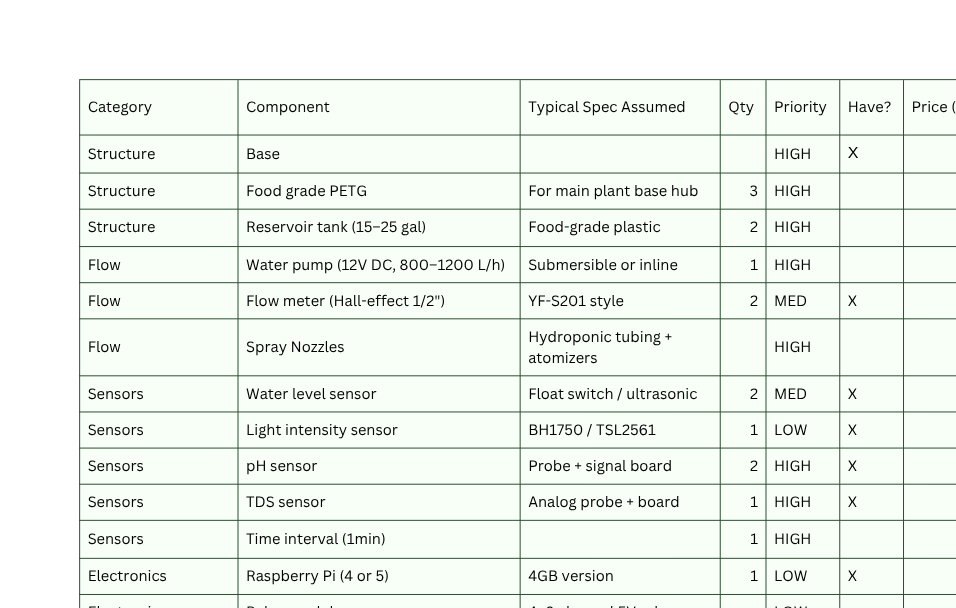 Category Component Typical Spec Assumed Qty Priority Have? Price (
Structure Base HIGH X
Structure Food grade PETG For main plant base hub 3 HIGH
Structure Reservoir tank (15–25 gal) Food-grade plastic 2 HIGH
Flow Water pump (12V DC, 800–1200 L/h) Submersible or inline 1 HIGH
Flow Flow meter (Hall-effect 1/2") YF-S201 style 2 MED X
Flow Spray Nozzles Hydroponic tubing + HIGH
atomizers
Sensors Water level sensor Float switch / ultrasonic 2 MED X
Sensors Light intensity sensor BH1750 / TSL2561 1 LOW X
Sensors pH sensor Probe + signal board 2 HIGH X
Sensors TDS sensor Analog probe + board 1 HIGH X
Sensors Time interval (1min) 1 HIGH
Electronics Raspberry Pi (4 or 5) 4GB version 1 LOW X